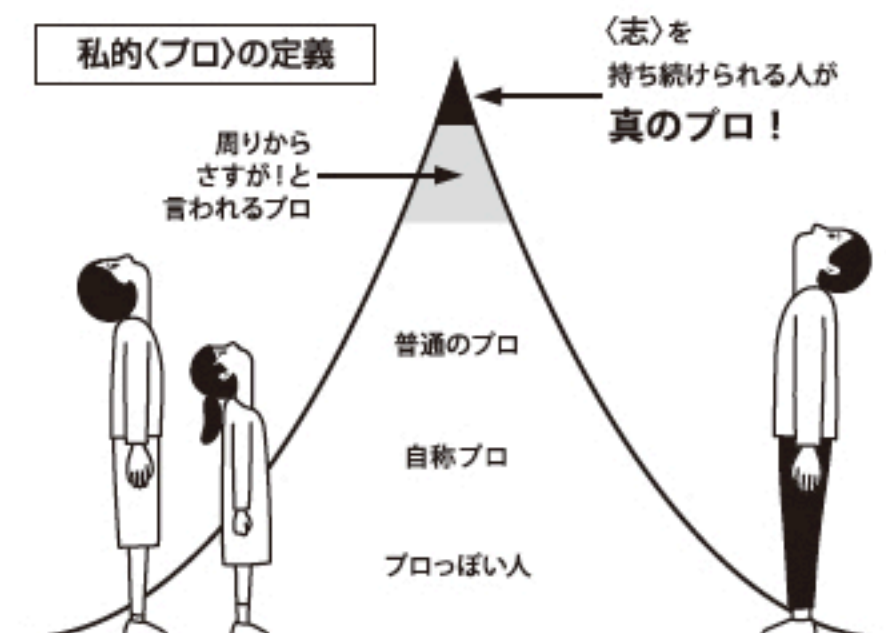 私的〈プロ〉の定義
〈志〉を
持ち続けられる人が
真のプロ！
周りから
さすが！と
言われるプロ
普通のプロ
自称プロ
プロっぽい人